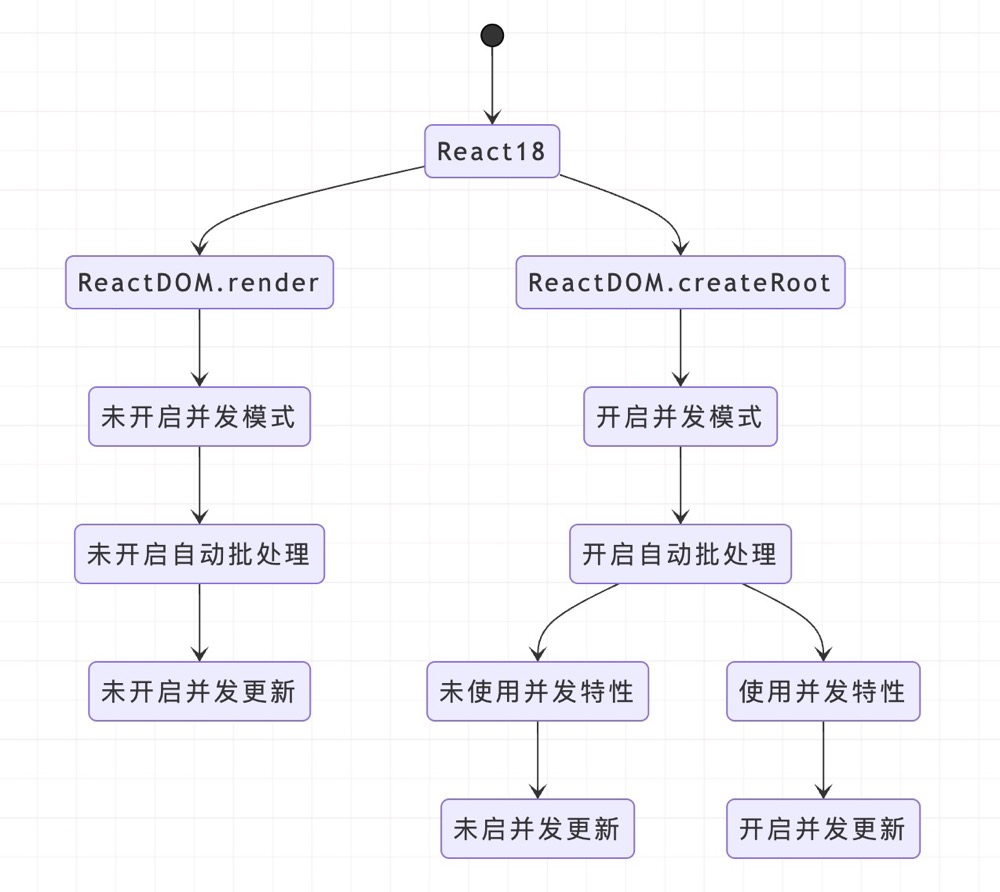 React18
ReactDOM.render
ReactDOM.createRoot
未开启并发模式
开启并发模式
未开启自动批处理
开启自动批处理
未开启并发更新
未使用并发特性
使用并发特性
未启并发更新
开启并发更新